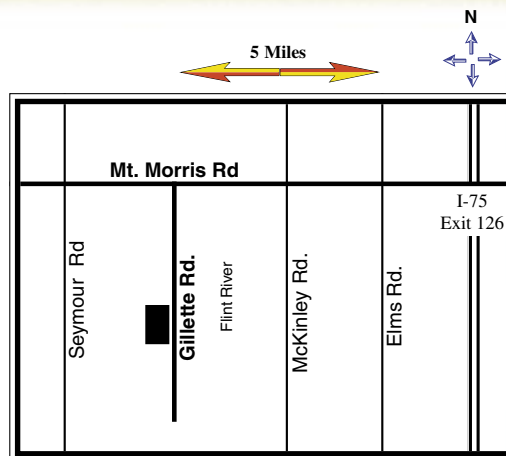 N
5 Miles
Mt. Morris Rd
I-75
Exit 126
Seymour Rd
Gillette Rd.
Flint River
McKinley Rd.
Elms Rd.